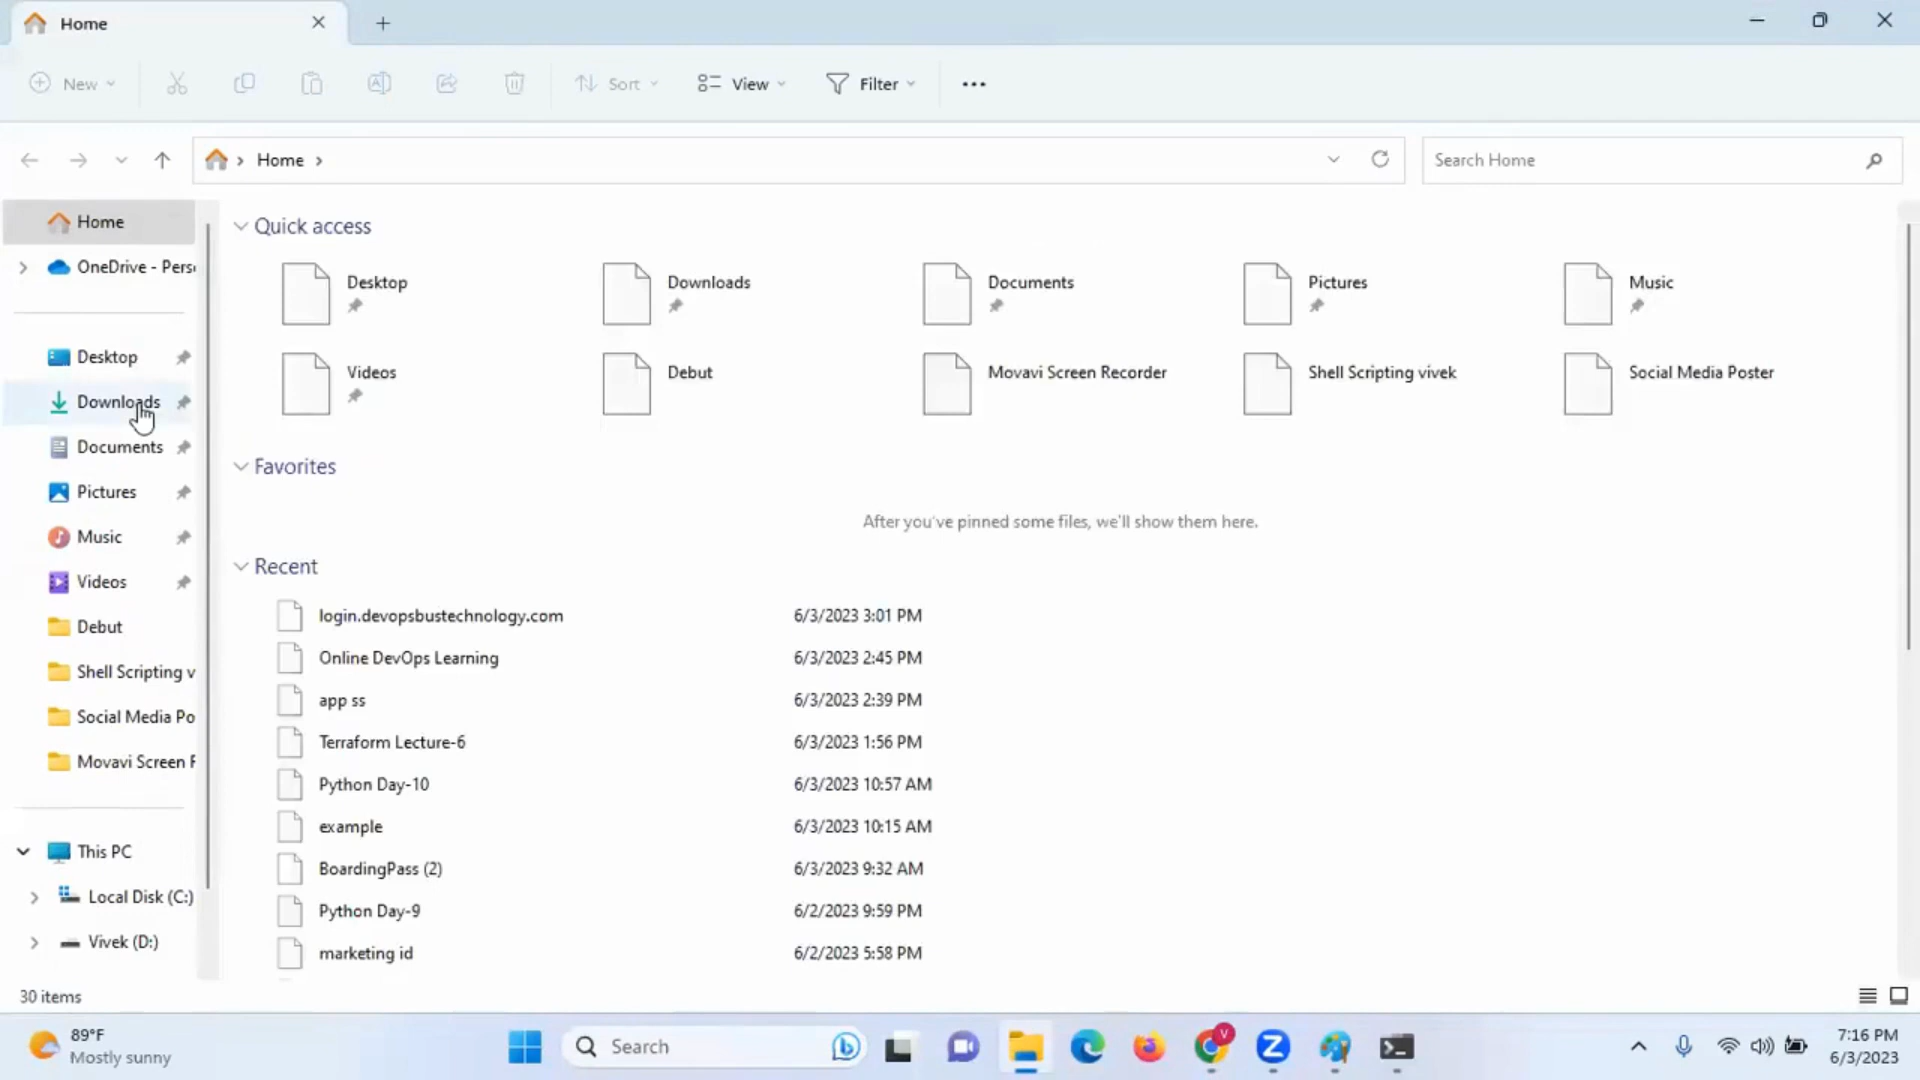 Home
New
Sort
View
Filter
Home
Search Home
Home
OneDrive - Pers
Desktop
Downloads
Documents
Pictures
Music
Videos
Debut
Shell Scripting v
Social Media Po
Movavi Screen F
This PC
Local Disk (C:)
Vivek (D:)
Quick access
Desktop
Downloads
Documents
Pictures
Music
Videos
Debut
Movavi Screen Recorder
Shell Scripting vivek
Social Media Poster
Favorites
After you've pinned some files, we'll show them here.
Recent
login.devopsbustechnology.com 6/3/2023 3:01 PM
Online DevOps Learning 6/3/2023 2:45 PM
app ss 6/3/2023 2:39 PM
Terraform Lecture-6 6/3/2023 1:56 PM
Python Day-10 6/3/2023 10:57 AM
example 6/3/2023 10:15 AM
BoardingPass (2) 6/3/2023 9:32 AM
Python Day-9 6/2/2023 9:59 PM
marketing id 6/2/2023 5:58 PM
30 items
89°F
Mostly sunny
Search
V
7:16 PM
6/3/2023